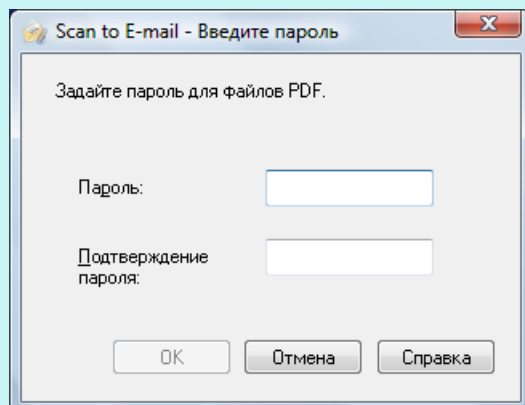 Scan to E-mail - Введите пароль
Задайте пароль для файлов PDF.
Пароль:
Подтверждение
пароля:
OK Отмена Справка